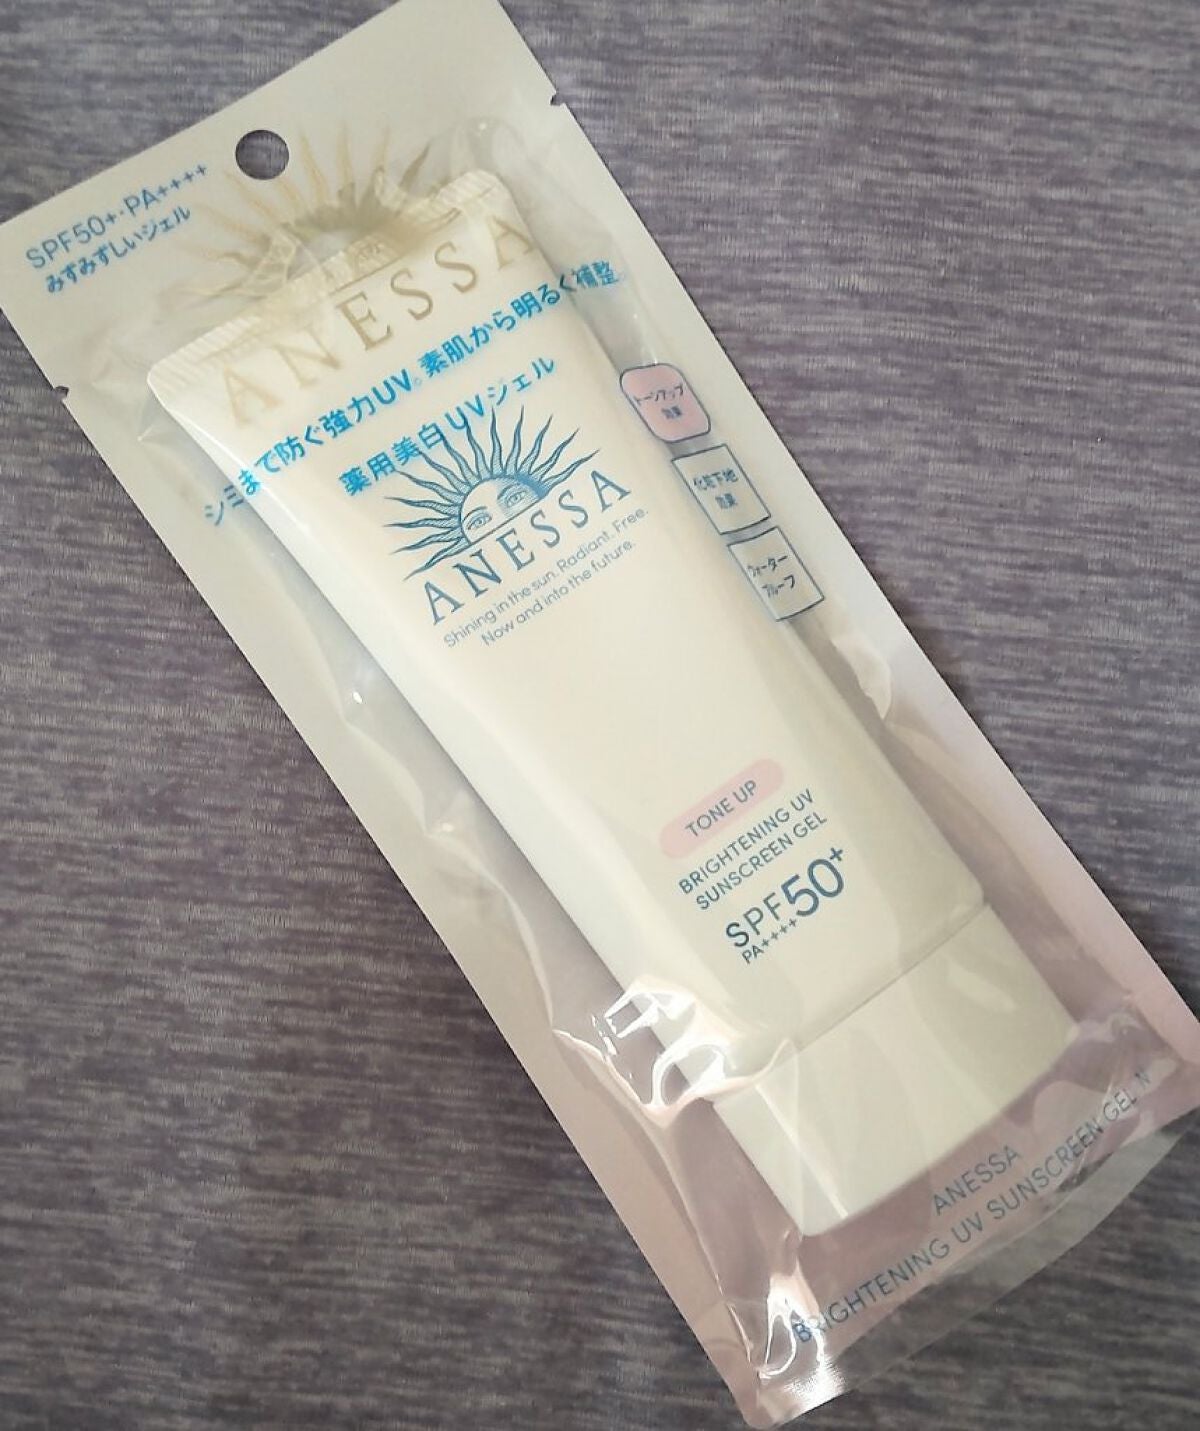 SPF50+・PA++++
みずみずしいジェル
ANESSA
シミまで防ぐ強力UV。素肌から明るく補整。
薬用美白UVジェル
トーンアップ
効果
化粧下地
効果
ウォーター
プルーフ
ANESSA
Shining in the sun. Radiant. Free.
Now and into the future.
TONE UP
BRIGHTENING UV
SUNSCREEN GEL
SPF50+
PA++++
ANESSA
BRIGHTENING UV SUNSCREEN GEL N